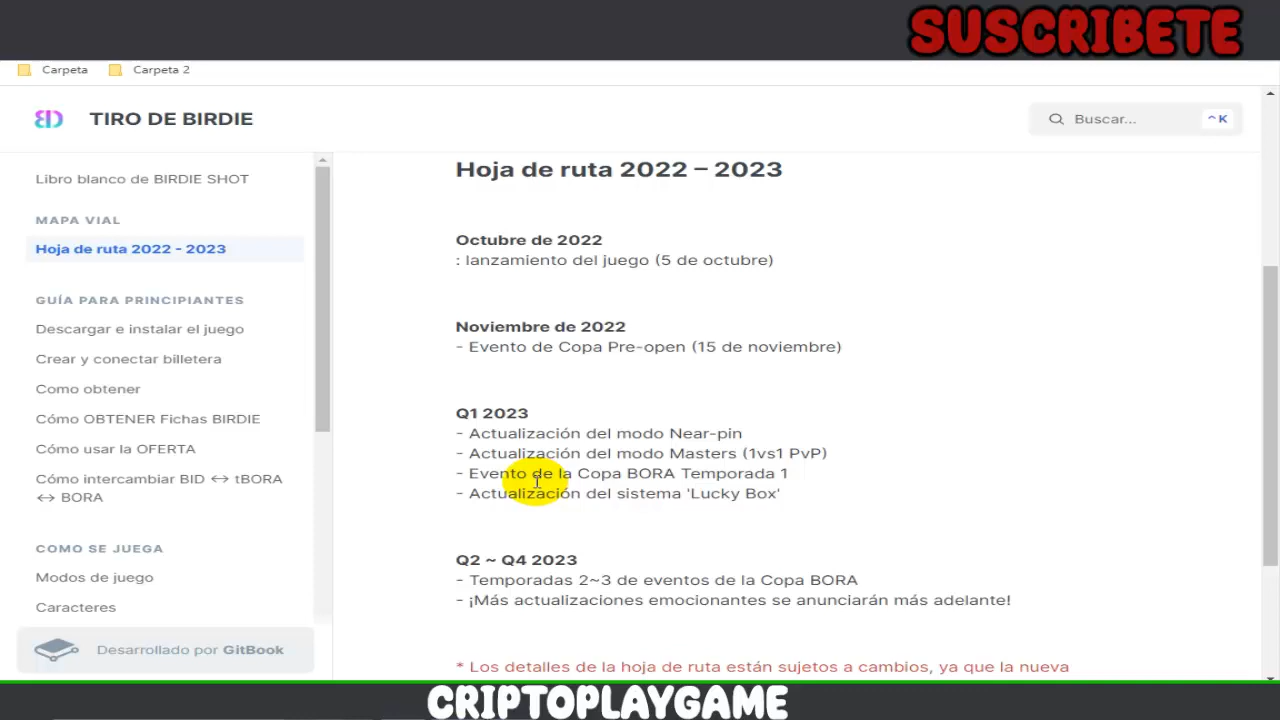 SUSCRIBETE
Carpeta
Carpeta 2
TIRO DE BIRDIE
Buscar...
^ K
Libro blanco de BIRDIE SHOT
MAPA VIAL
Hoja de ruta 2022 - 2023
GUÍA PARA PRINCIPIANTES
Descargar e instalar el juego
Crear y conectar billetera
Como obtener
Cómo OBTENER Fichas BIRDIE
Cómo usar la OFERTA
Cómo intercambiar BID ↔ tBORA
↔ BORA
COMO SE JUEGA
Modos de juego
Caracteres
Desarrollado por GitBook
Hoja de ruta 2022 – 2023
Octubre de 2022
: lanzamiento del juego (5 de octubre)
Noviembre de 2022
- Evento de Copa Pre-open (15 de noviembre)
Q1 2023
- Actualización del modo Near-pin
- Actualización del modo Masters (1vs1 PvP)
- Evento de la Copa BORA Temporada 1
- Actualización del sistema 'Lucky Box'
Q2 ~ Q4 2023
- Temporadas 2~3 de eventos de la Copa BORA
- ¡Más actualizaciones emocionantes se anunciarán más adelante!
* Los detalles de la hoja de ruta están sujetos a cambios, ya que la nueva
CRIPTOPLAYGAME